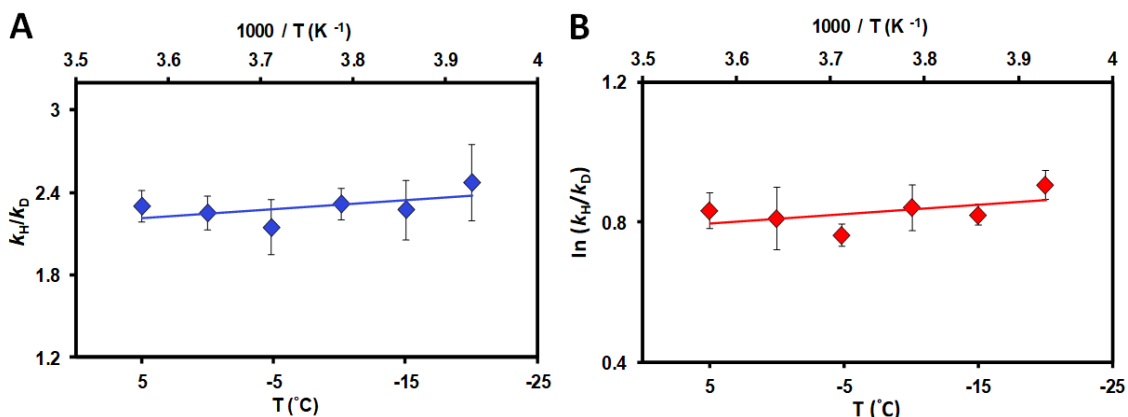 A
1000 / T (K ⁻¹)
3.5 3.6 3.7 3.8 3.9 4
3
2.4
1.8
1.2
kH/kD
5 -5 -15 -25
T (˚C)
B
1000 / T (K ⁻¹)
3.5 3.6 3.7 3.8 3.9 4
1.2
0.8
0.4
ln (kH/kD)
5 -5 -15 -25
T (˚C)